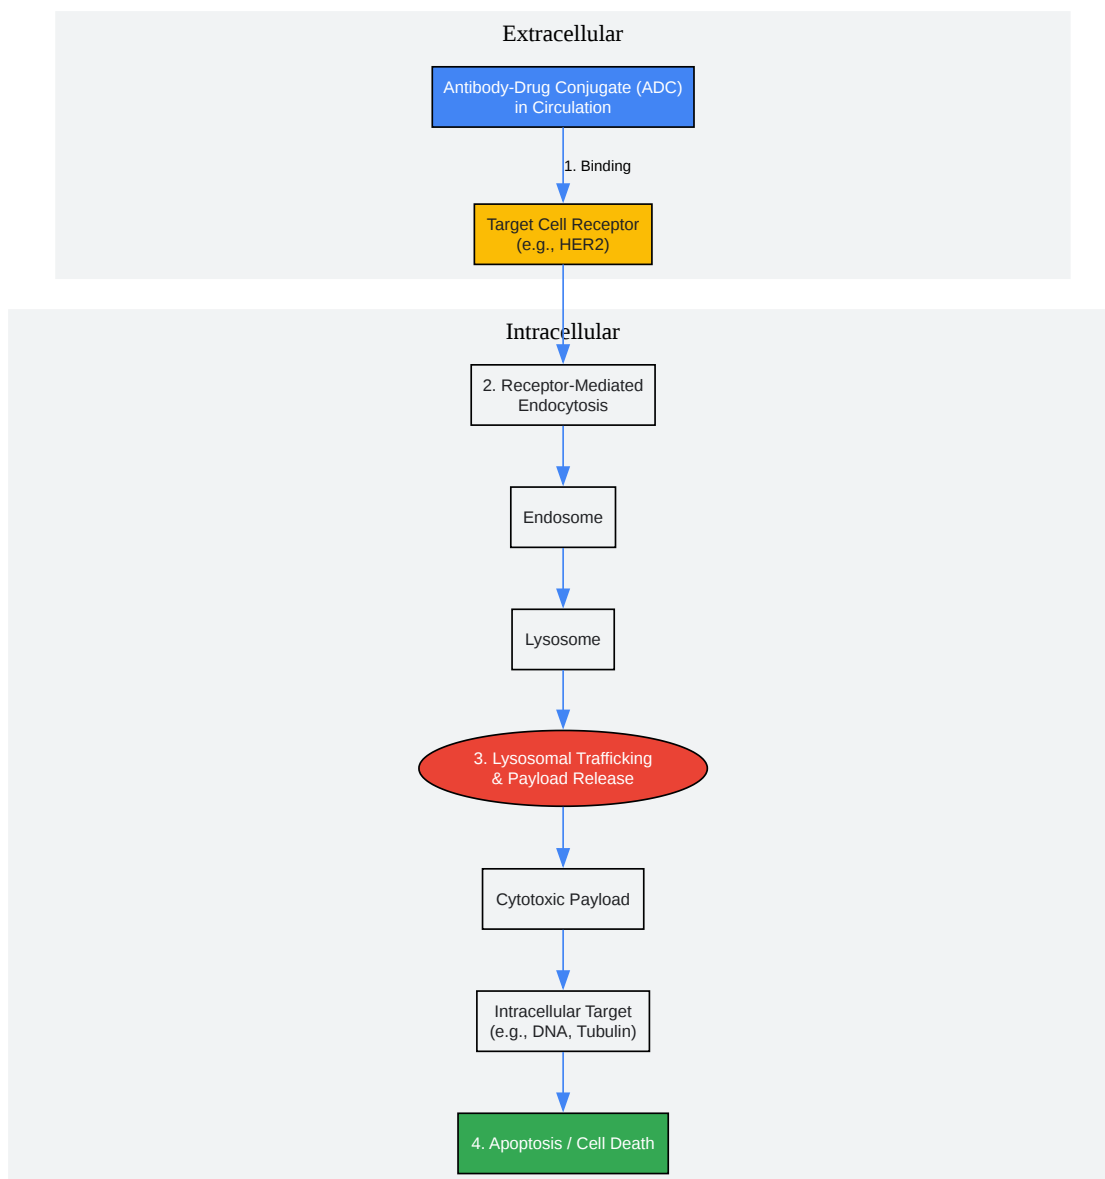 Extracellular
Antibody-Drug Conjugate (ADC)
in Circulation
1. Binding
Target Cell Receptor
(e.g., HER2)
Intracellular
2. Receptor-Mediated
Endocytosis
Endosome
Lysosome
3. Lysosomal Trafficking
& Payload Release
Cytotoxic Payload
Intracellular Target
(e.g., DNA, Tubulin)
4. Apoptosis / Cell Death